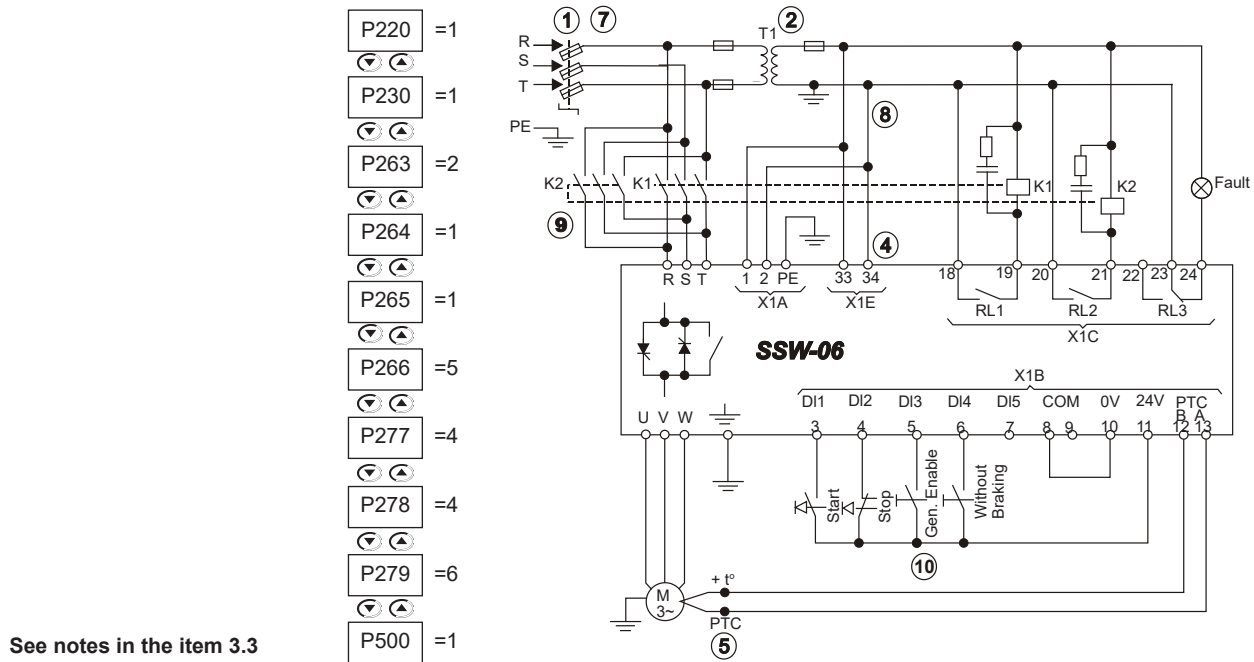 P220 =1
P230 =1
P263 =2
P264 =1
P265 =1
P266 =5
P277 =4
P278 =4
P279 =6
P500 =1
See notes in the item 3.3
1 7 2
T1
R
S
T
PE
8
K2 K1 K1 K2 Fault
9
4
R S T 1 2 PE 33 34 18 19 20 21 22 23 24
X1A X1E RL1 RL2 RL3
X1C
SSW-06
X1B
DI1 DI2 DI3 DI4 DI5 COM 0V 24V PTC
B A
U V W
3 4 5 6 7 8 9 10 11 12 13
Start
Stop
Gen. Enable
Without
Braking
10
+ tº
M
3~
PTC
5